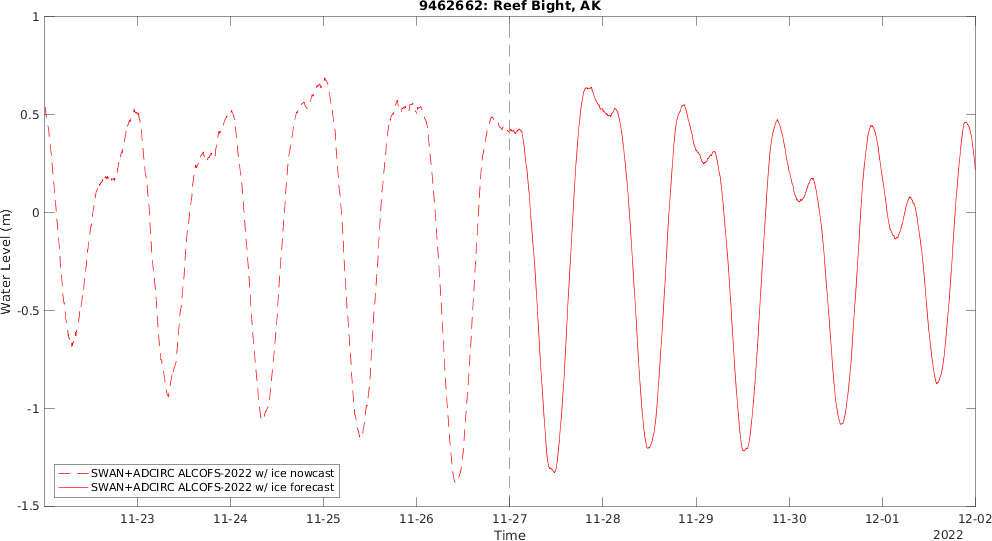 9462662: Reef Bight, AK
1
0.5
0
-0.5
-1
-1.5
Water Level (m)
SWAN+ADCIRC ALCOFS-2022 w/ ice nowcast
SWAN+ADCIRC ALCOFS-2022 w/ ice forecast
11-23 11-24 11-25 11-26 11-27 11-28 11-29 11-30 12-01 12-02
Time
2022